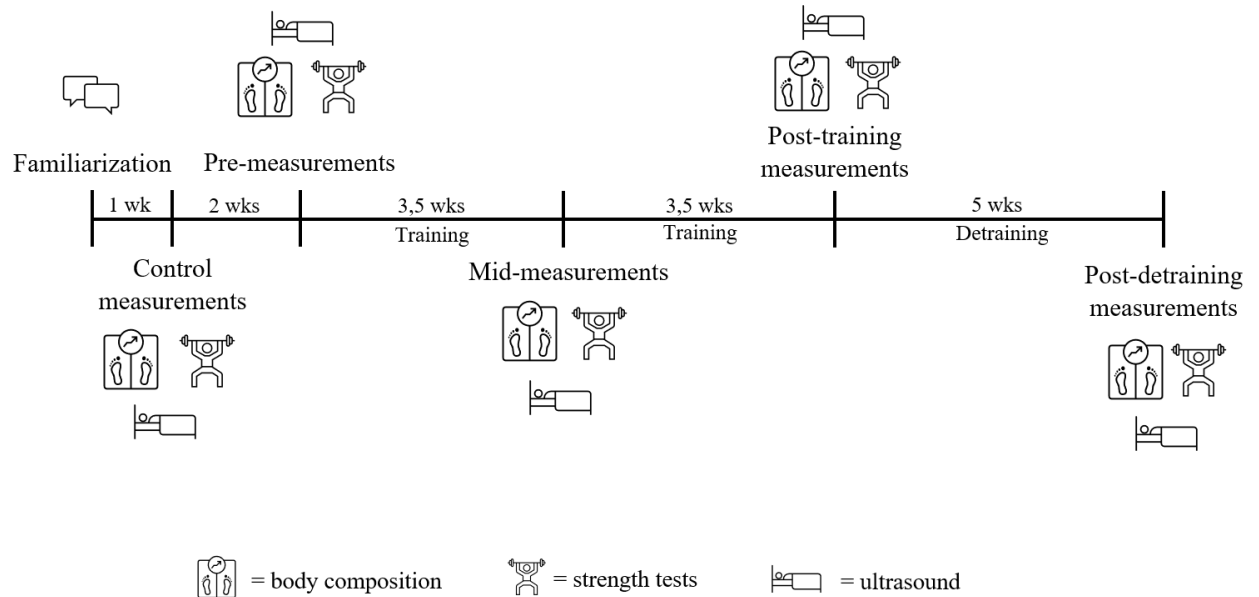 Post-training
measurements
Familiarization
Pre-measurements
1 wk
2 wks
3,5 wks
3,5 wks
5 wks
Training
Training
Detraining
Control
measurements
Mid-measurements
Post-detraining
measurements
= body composition
= strength tests
= ultrasound